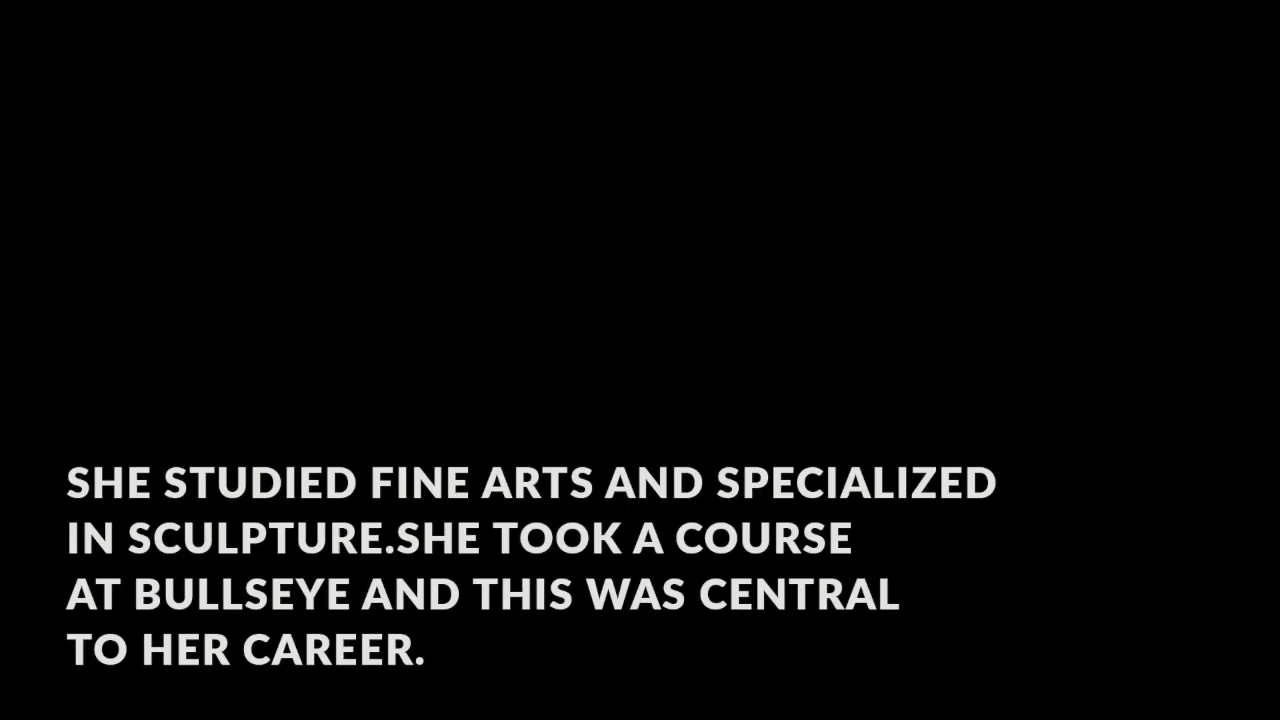 SHE STUDIED FINE ARTS AND SPECIALIZED
IN SCULPTURE.SHE TOOK A COURSE
AT BULLSEYE AND THIS WAS CENTRAL
TO HER CAREER.